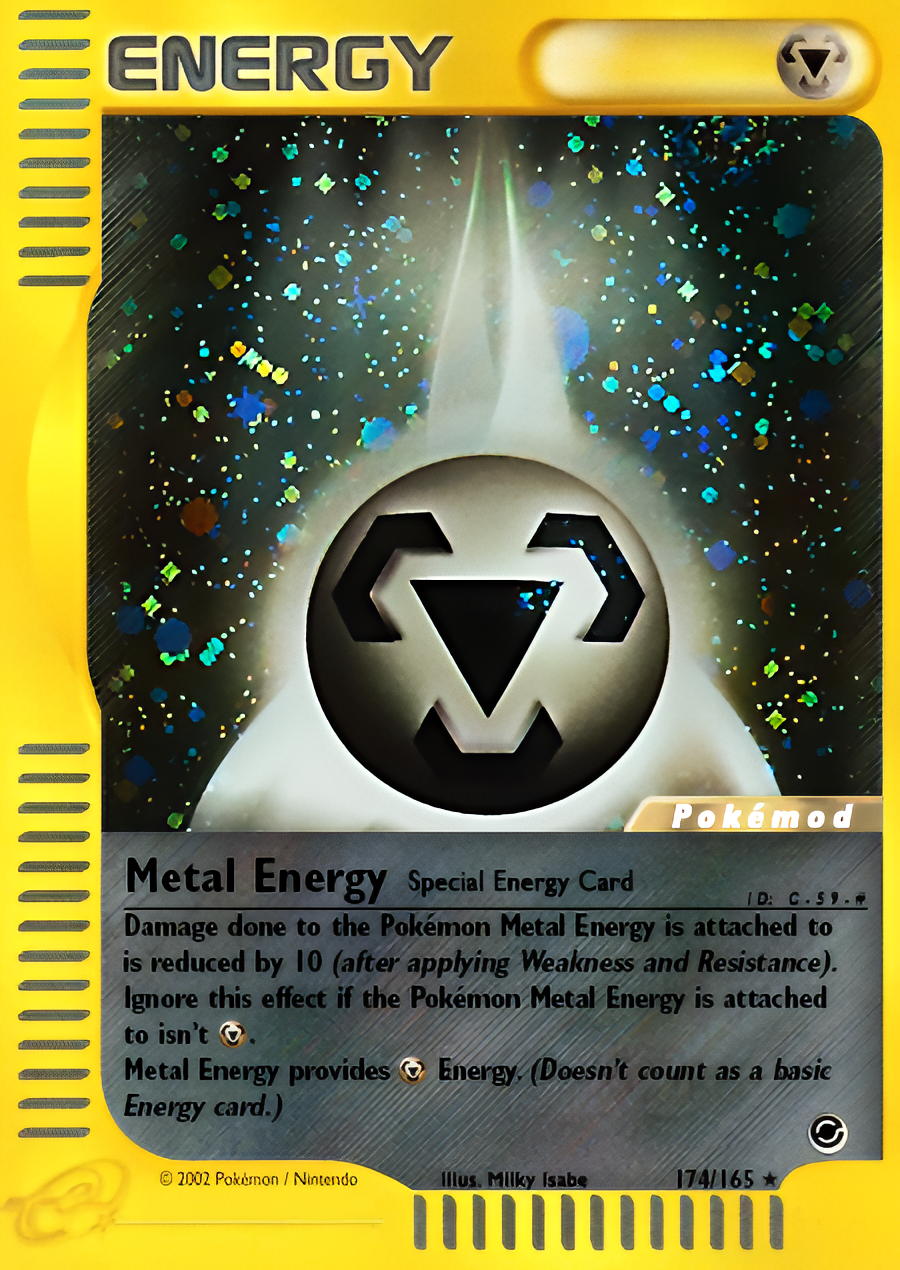 ENERGY
Pokémod
Metal Energy Special Energy Card
ID: C-59-#
Damage done to the Pokémon Metal Energy is attached to
is reduced by 10 (after applying Weakness and Resistance).
Ignore this effect if the Pokémon Metal Energy is attached
to isn't .
Metal Energy provides Energy. (Doesn't count as a basic
Energy card.)
© 2002 Pokémon / Nintendo
Illus. Milky Isabe
174/165 ★